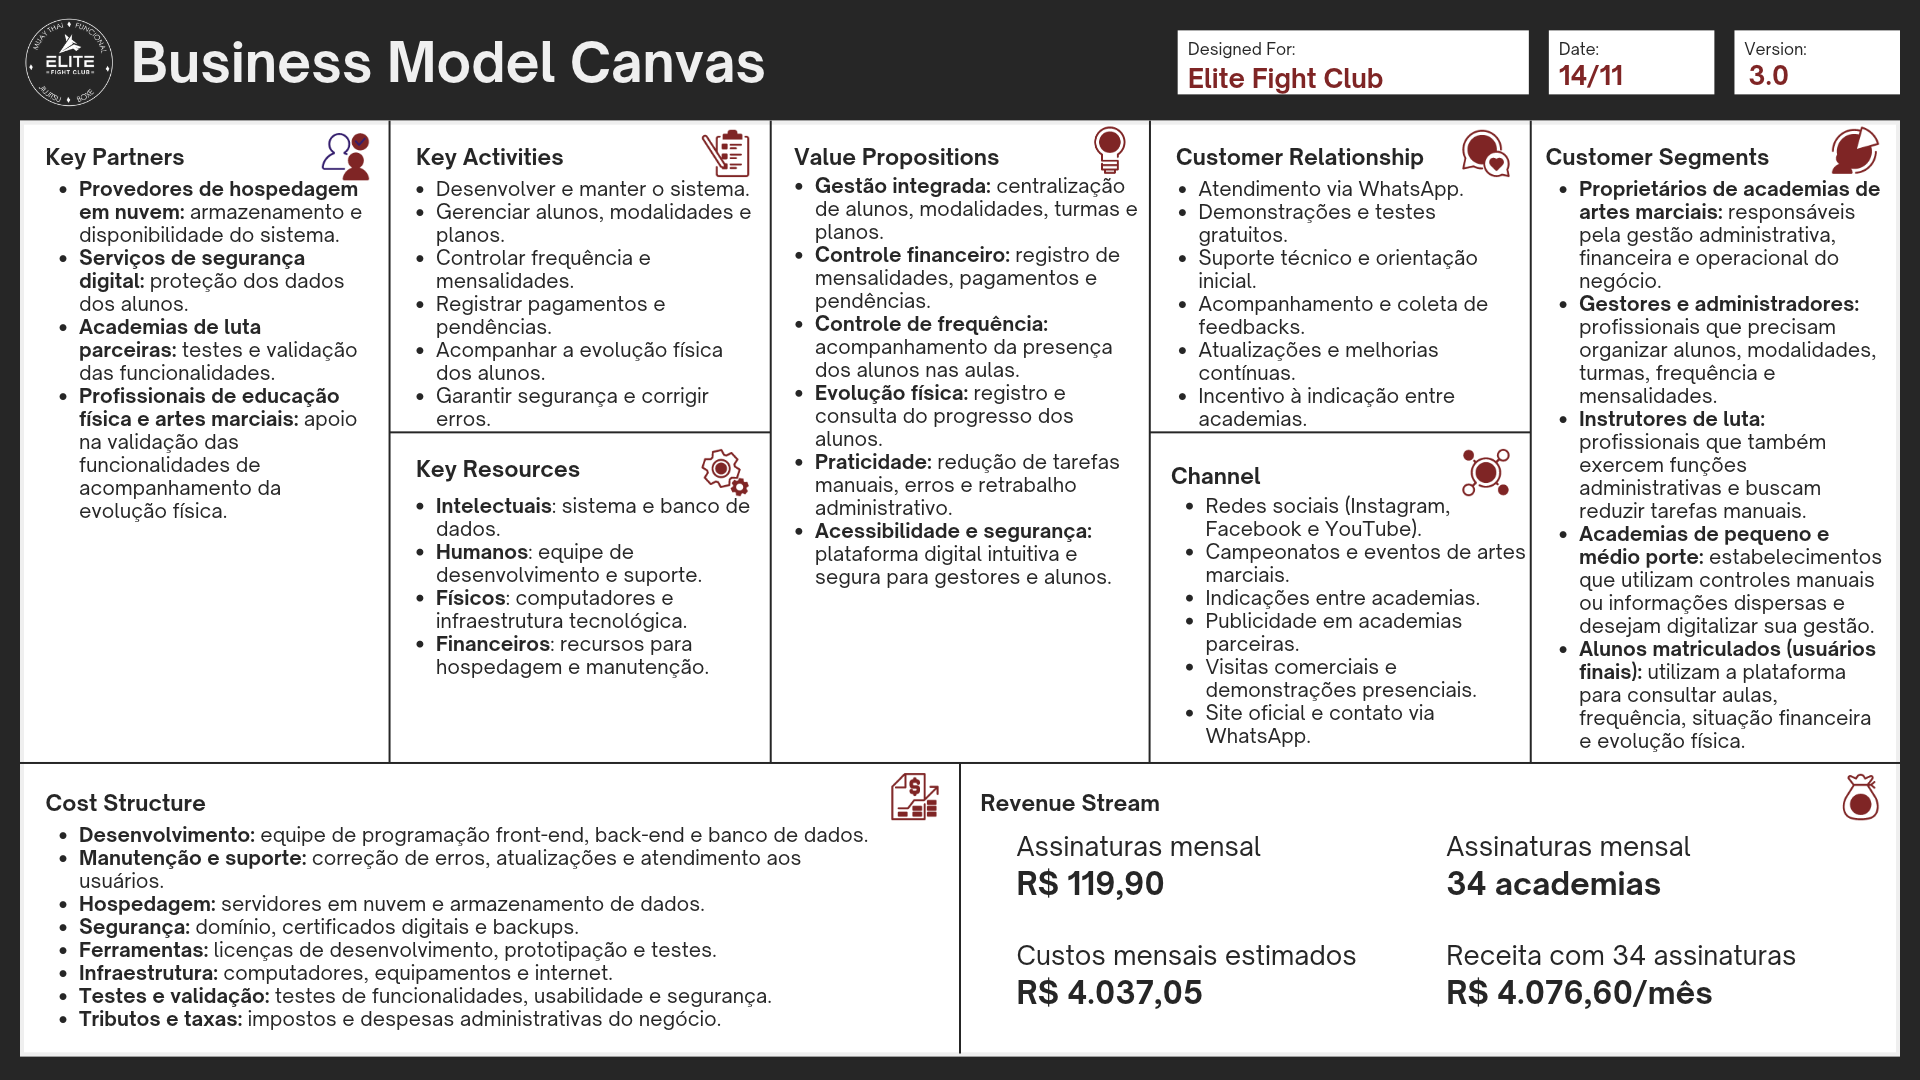 MUAY THAI ♦ FUNCIONAL
ELITE
FIGHT CLUB
JIUJITSU ♦ BOXE
Business Model Canvas
Designed For:
Elite Fight Club
Date:
14/11
Version:
3.0
Key Partners
• Provedores de hospedagem
em nuvem: armazenamento e
disponibilidade do sistema.
• Serviços de segurança
digital: proteção dos dados
dos alunos.
• Academias de luta
parceiras: testes e validação
das funcionalidades.
• Profissionais de educação
física e artes marciais: apoio
na validação das
funcionalidades de
acompanhamento da
evolução física.
Key Activities
• Desenvolver e manter o sistema.
• Gerenciar alunos, modalidades e
planos.
• Controlar frequência e
mensalidades.
• Registrar pagamentos e
pendências.
• Acompanhar a evolução física
dos alunos.
• Garantir segurança e corrigir
erros.
Key Resources
• Intelectuais: sistema e banco de
dados.
• Humanos: equipe de
desenvolvimento e suporte.
• Físicos: computadores e
infraestrutura tecnológica.
• Financeiros: recursos para
hospedagem e manutenção.
Value Propositions
• Gestão integrada: centralização
de alunos, modalidades, turmas e
planos.
• Controle financeiro: registro de
mensalidades, pagamentos e
pendências.
• Controle de frequência:
acompanhamento da presença
dos alunos nas aulas.
• Evolução física: registro e
consulta do progresso dos
alunos.
• Praticidade: redução de tarefas
manuais, erros e retrabalho
administrativo.
• Acessibilidade e segurança:
plataforma digital intuitiva e
segura para gestores e alunos.
Customer Relationship
• Atendimento via WhatsApp.
• Demonstrações e testes
gratuitos.
• Suporte técnico e orientação
inicial.
• Acompanhamento e coleta de
feedbacks.
• Atualizações e melhorias
contínuas.
• Incentivo à indicação entre
academias.
Channel
• Redes sociais (Instagram,
Facebook e YouTube).
• Campeonatos e eventos de artes
marciais.
• Indicações entre academias.
• Publicidade em academias
parceiras.
• Visitas comerciais e
demonstrações presenciais.
• Site oficial e contato via
WhatsApp.
Customer Segments
• Proprietários de academias de
artes marciais: responsáveis
pela gestão administrativa,
financeira e operacional do
negócio.
• Gestores e administradores:
profissionais que precisam
organizar alunos, modalidades,
turmas, frequência e
mensalidades.
• Instrutores de luta:
profissionais que também
exercem funções
administrativas e buscam
reduzir tarefas manuais.
• Academias de pequeno e
médio porte: estabelecimentos
que utilizam controles manuais
ou informações dispersas e
desejam digitalizar sua gestão.
• Alunos matriculados (usuários
finais): utilizam a plataforma
para consultar aulas,
frequência, situação financeira
e evolução física.
Cost Structure
• Desenvolvimento: equipe de programação front-end, back-end e banco de dados.
• Manutenção e suporte: correção de erros, atualizações e atendimento aos
usuários.
• Hospedagem: servidores em nuvem e armazenamento de dados.
• Segurança: domínio, certificados digitais e backups.
• Ferramentas: licenças de desenvolvimento, prototipação e testes.
• Infraestrutura: computadores, equipamentos e internet.
• Testes e validação: testes de funcionalidades, usabilidade e segurança.
• Tributos e taxas: impostos e despesas administrativas do negócio.
$
Revenue Stream
Assinaturas mensal
R$ 119,90
Assinaturas mensal
34 academias
Custos mensais estimados
R$ 4.037,05
Receita com 34 assinaturas
R$ 4.076,60/mês